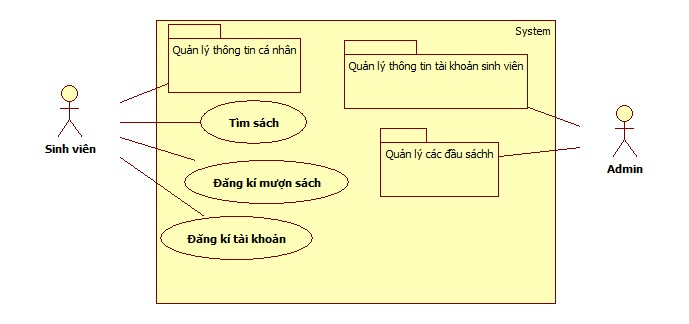 System
Quản lý thông tin cá nhân
Quản lý thông tin tài khoản sinh viên
Tìm sách
Sinh viên
Quản lý các đầu sáchh
Admin
Đăng kí mượn sách
Đăng kí tài khoản